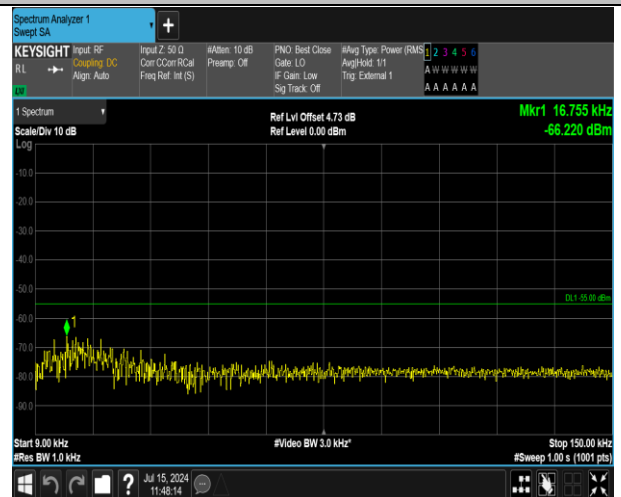 Spectrum Analyzer 1
Swept SA
+
KEYSIGHT Input: RF Input Z: 50 Ω #Atten: 10 dB PNO: Best Close #Avg Type: Power (RMS 1 2 3 4 5 6
RL Coupling: DC Corr CCorr RCal Preamp: Off Gate: LO Avg|Hold: 1/1 A W W W W W
Align: Auto Freq Ref: Int (S) IF Gain: Low Trig: External 1
Sig Track: Off A A A A A A
1 Spectrum
Ref Lvl Offset 4.73 dB Mkr1 16.755 kHz
Scale/Div 10 dB Ref Level 0.00 dBm -66.220 dBm
Log
-10.0
-20.0
-30.0
-40.0
-50.0
DL1 -55.00 dBm
-60.0
1
-70.0
-80.0
-90.0
Start 9.00 kHz #Video BW 3.0 kHz* Stop 150.00 kHz
#Res BW 1.0 kHz #Sweep 1.00 s (1001 pts)
? Jul 15, 2024
11:48:14